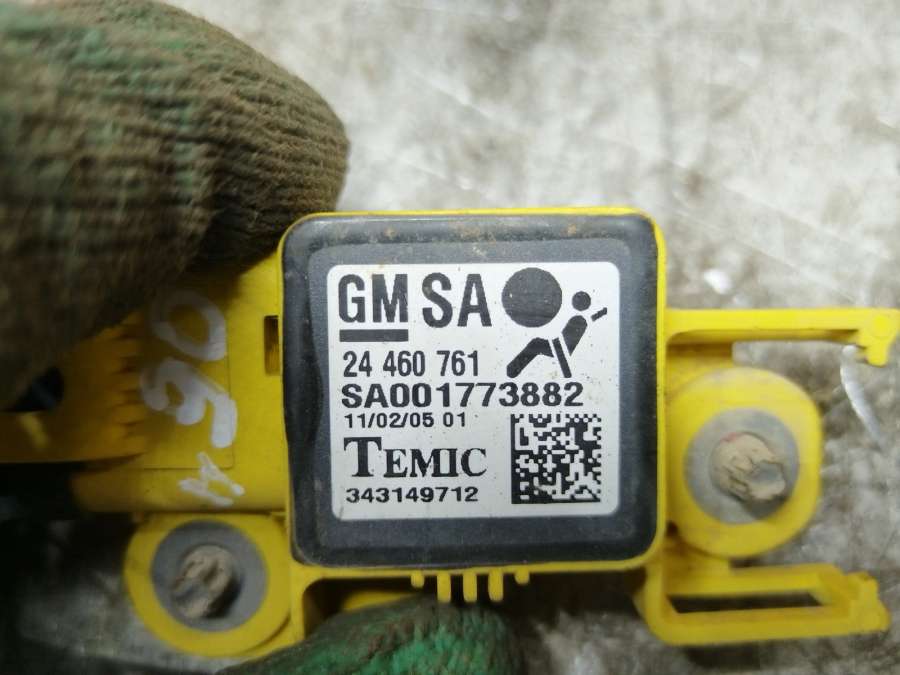 GM SA
24 460 761
SA001773882
11/02/05 01
TEMIC
343149712